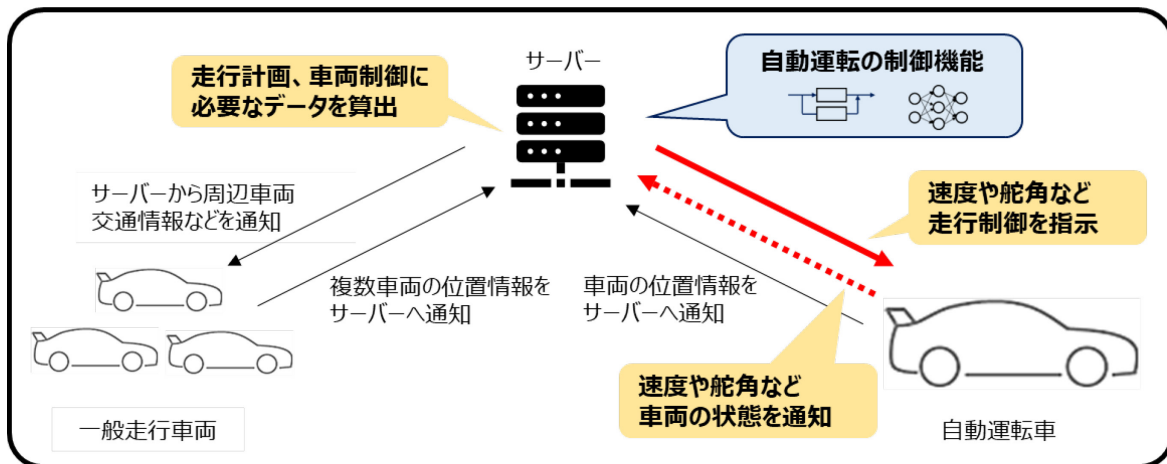 サーバー
走行計画、車両制御に
必要なデータを算出
自動運転の制御機能
サーバーから周辺車両
交通情報などを通知
速度や舵角など
走行制御を指示
複数車両の位置情報を
サーバーへ通知
車両の位置情報を
サーバーへ通知
速度や舵角など
車両の状態を通知
一般走行車両
自動運転車